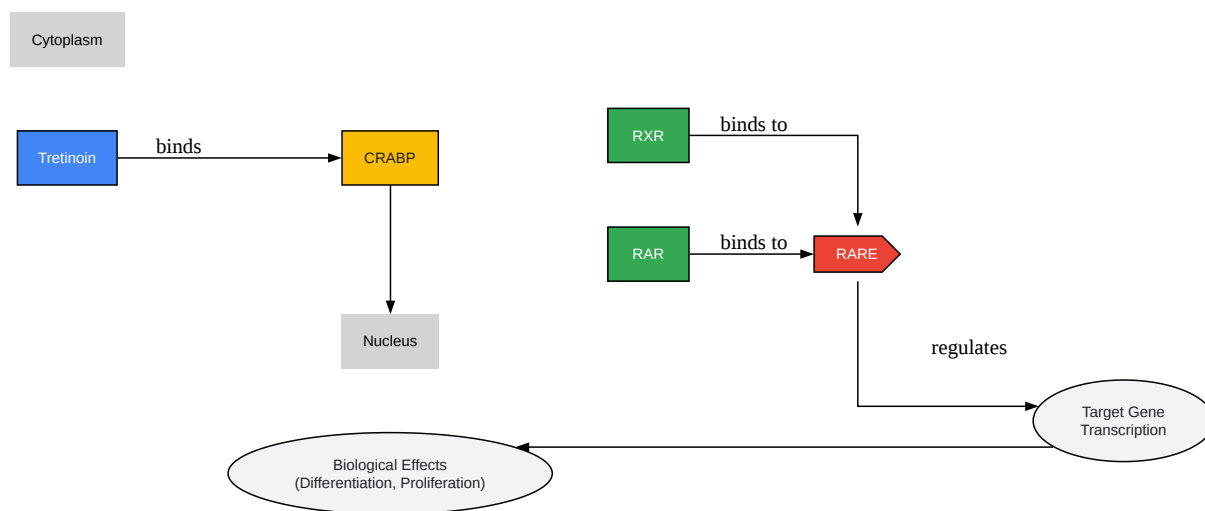 Cytoplasm
Tretinoin
binds
CRABP
RXR
binds to
RAR
binds to
RARE
Nucleus
regulates
Target Gene
Transcription
Biological Effects
(Differentiation, Proliferation)